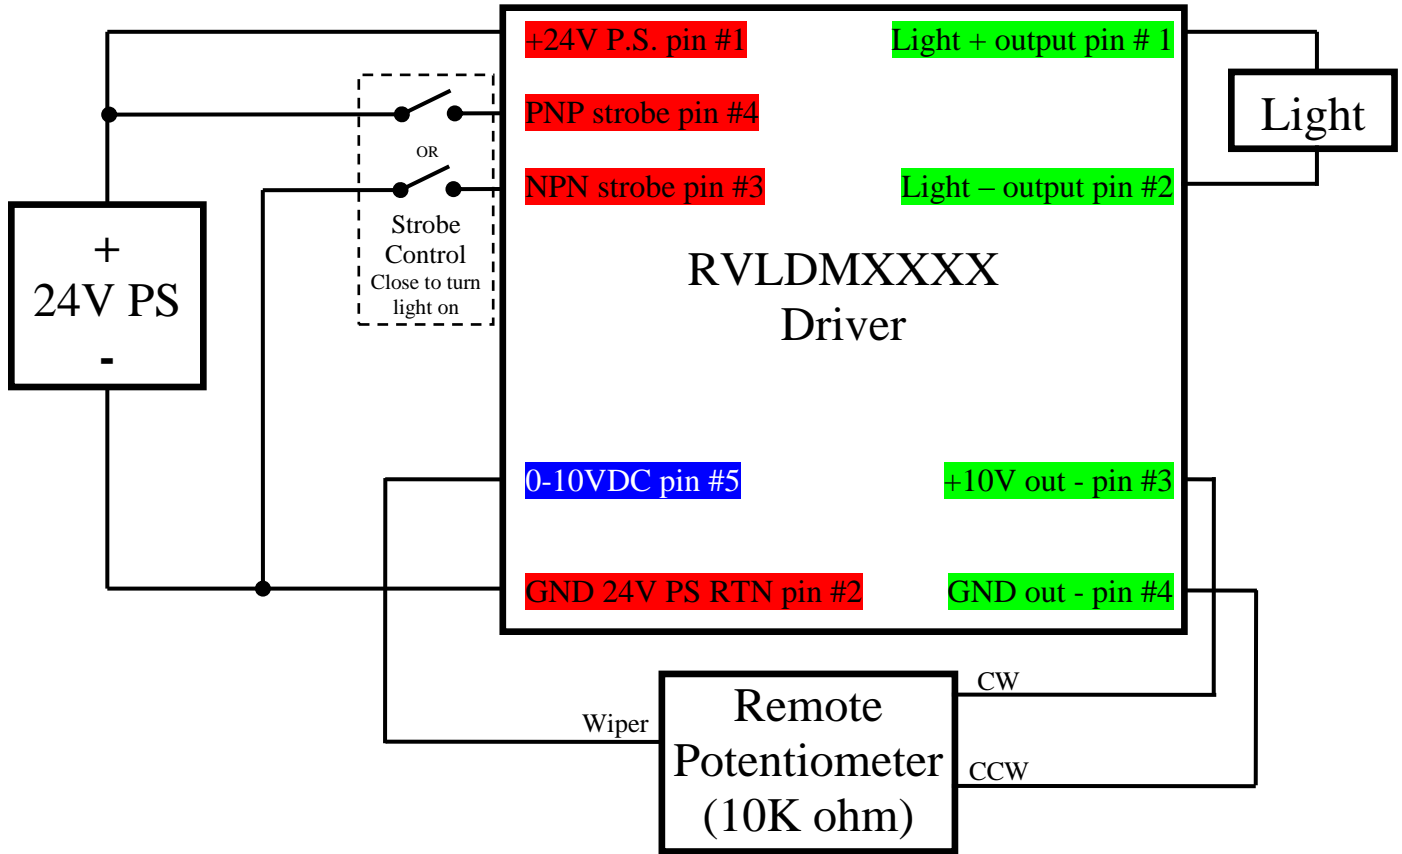 +24V P.S. pin #1
Light + output pin # 1
PNP strobe pin #4
Light
OR
NPN strobe pin #3
Light – output pin #2
Strobe
Control
Close to turn
light on
+
24V PS
-
RVLDMXXXX
Driver
0-10VDC pin #5
+10V out - pin #3
GND 24V PS RTN pin #2
GND out - pin #4
CW
Wiper
Remote
Potentiometer
(10K ohm)
CCW